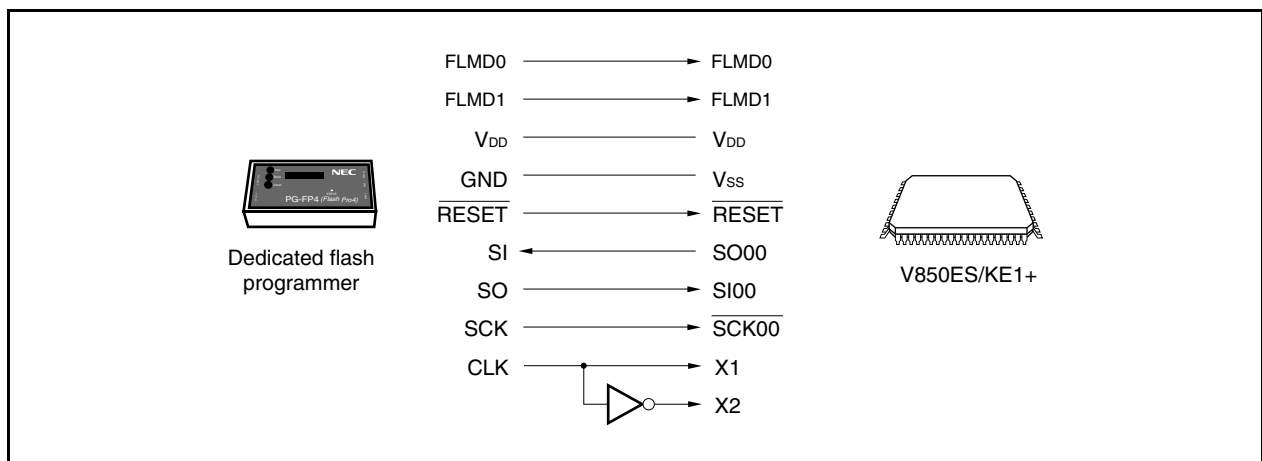 FLMD0 FLMD0
FLMD1 FLMD1
VDD VDD
GND VSS
RESET RESET
SI SO00
SO SI00
SCK SCK00
CLK X1
X2
NEC
PG-FP4 (Flash Pro4)
Dedicated flash
programmer
V850ES/KE1+